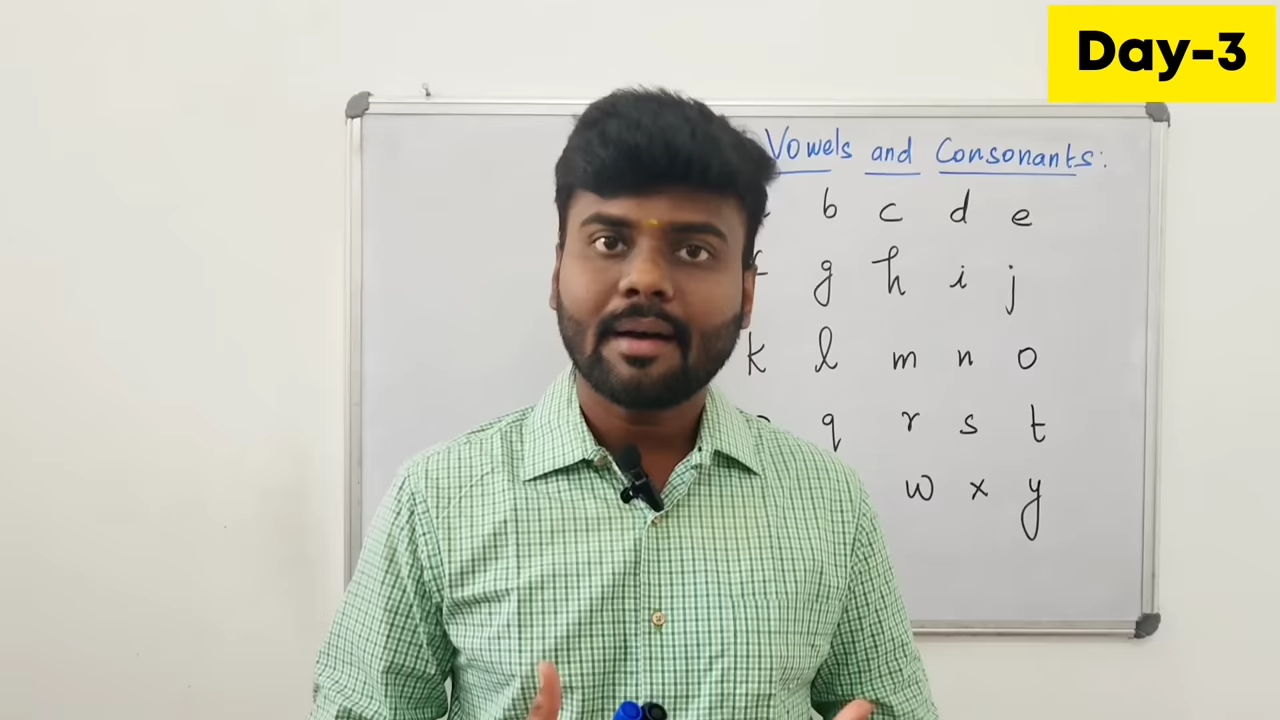 Day-3
Vowels and Consonants:
b c d e
g h i j
k l m n o
q r s t
w x y